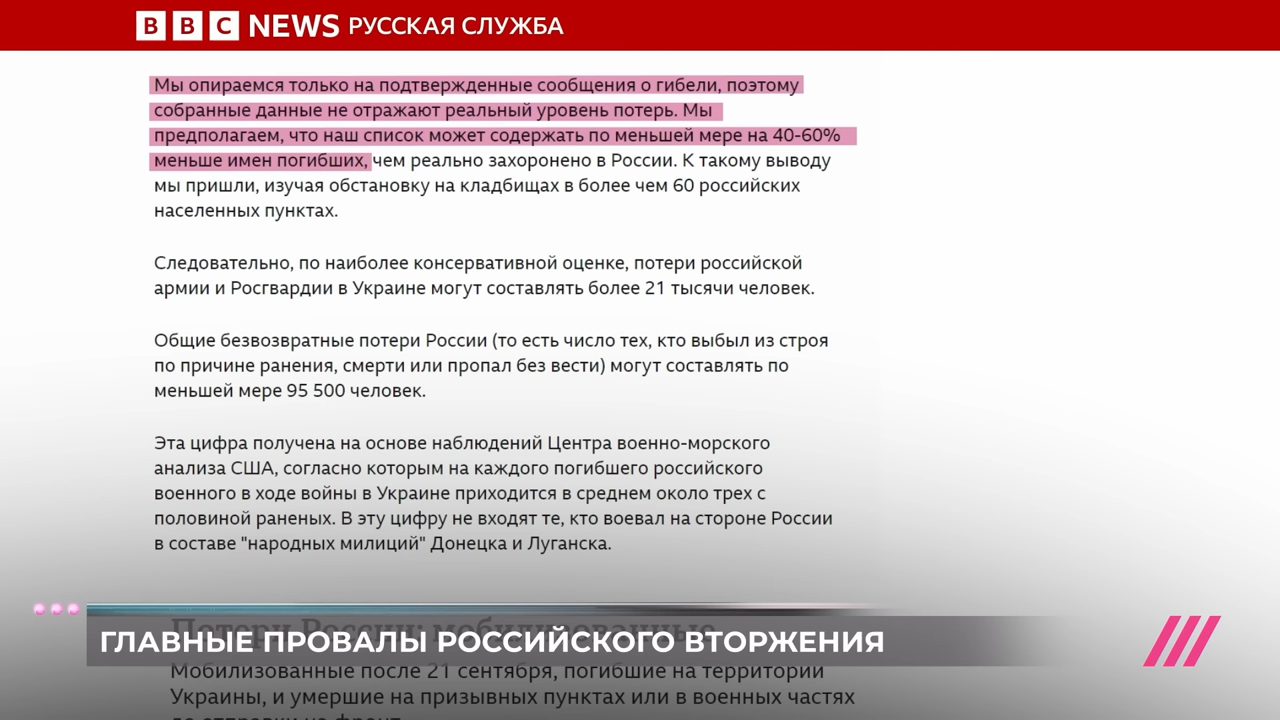 BBC NEWS РУССКАЯ СЛУЖБА
Мы опираемся только на подтвержденные сообщения о гибели, поэтому
собранные данные не отражают реальный уровень потерь. Мы
предполагаем, что наш список может содержать по меньшей мере на 40-60%
меньше имен погибших, чем реально захоронено в России. К такому выводу
мы пришли, изучая обстановку на кладбищах в более чем 60 российских
населенных пунктах.
Следовательно, по наиболее консервативной оценке, потери российской
армии и Росгвардии в Украине могут составлять более 21 тысячи человек.
Общие безвозвратные потери России (то есть число тех, кто выбыл из строя
по причине ранения, смерти или пропал без вести) могут составлять по
меньшей мере 95 500 человек.
Эта цифра получена на основе наблюдений Центра военно-морского
анализа США, согласно которым на каждого погибшего российского
военного в ходе войны в Украине приходится в среднем около трех с
половиной раненых. В эту цифру не входят те, кто воевал на стороне России
в составе "народных милиций" Донецка и Луганска.
ГЛАВНЫЕ ПРОВАЛЫ РОССИЙСКОГО ВТОРЖЕНИЯ
Мобилизованные после 21 сентября, погибшие на территории
Украины, и умершие на призывных пунктах или в военных частях